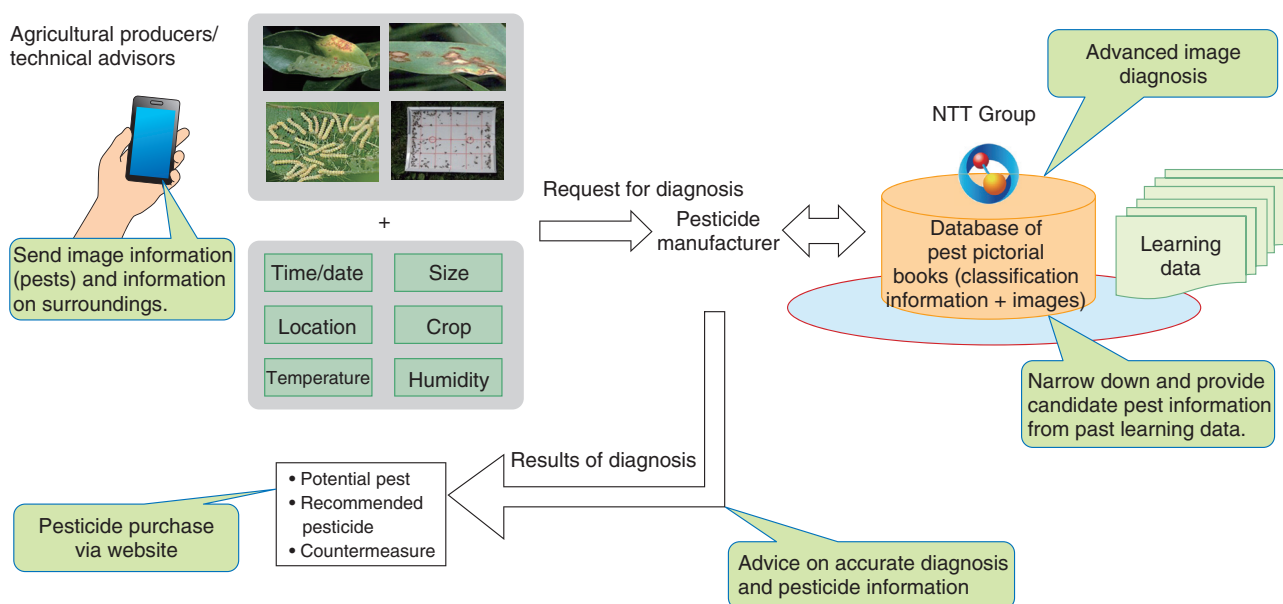 Agricultural producers/
technical advisors
Send image information
(pests) and information
on surroundings.
+
Time/date
Size
Location
Crop
Temperature
Humidity
Request for diagnosis
Pesticide
manufacturer
NTT Group
Advanced image
diagnosis
Database of
pest pictorial
books (classification
information + images)
Learning
data
Narrow down and provide
candidate pest information
from past learning data.
Results of diagnosis
• Potential pest
• Recommended
pesticide
• Countermeasure
Pesticide purchase
via website
Advice on accurate diagnosis
and pesticide information